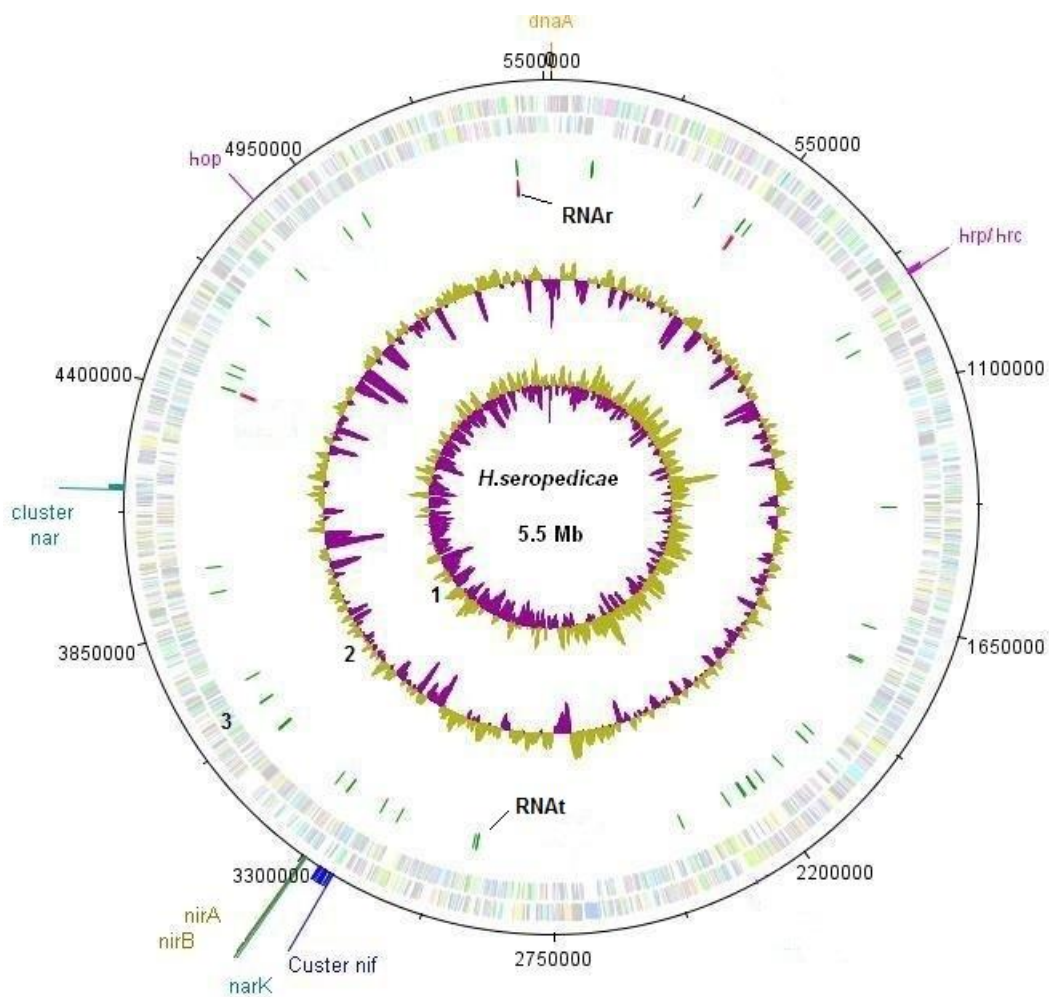 dnaA
5500000
0
550000
4950000
hop
RNAr
hrp/hrc
4400000
1100000
H.seropedicae
5.5 Mb
cluster
nar
1
2
3
3850000
1650000
RNAt
3300000
2200000
nirA
nirB
narK
Custer nif
2750000